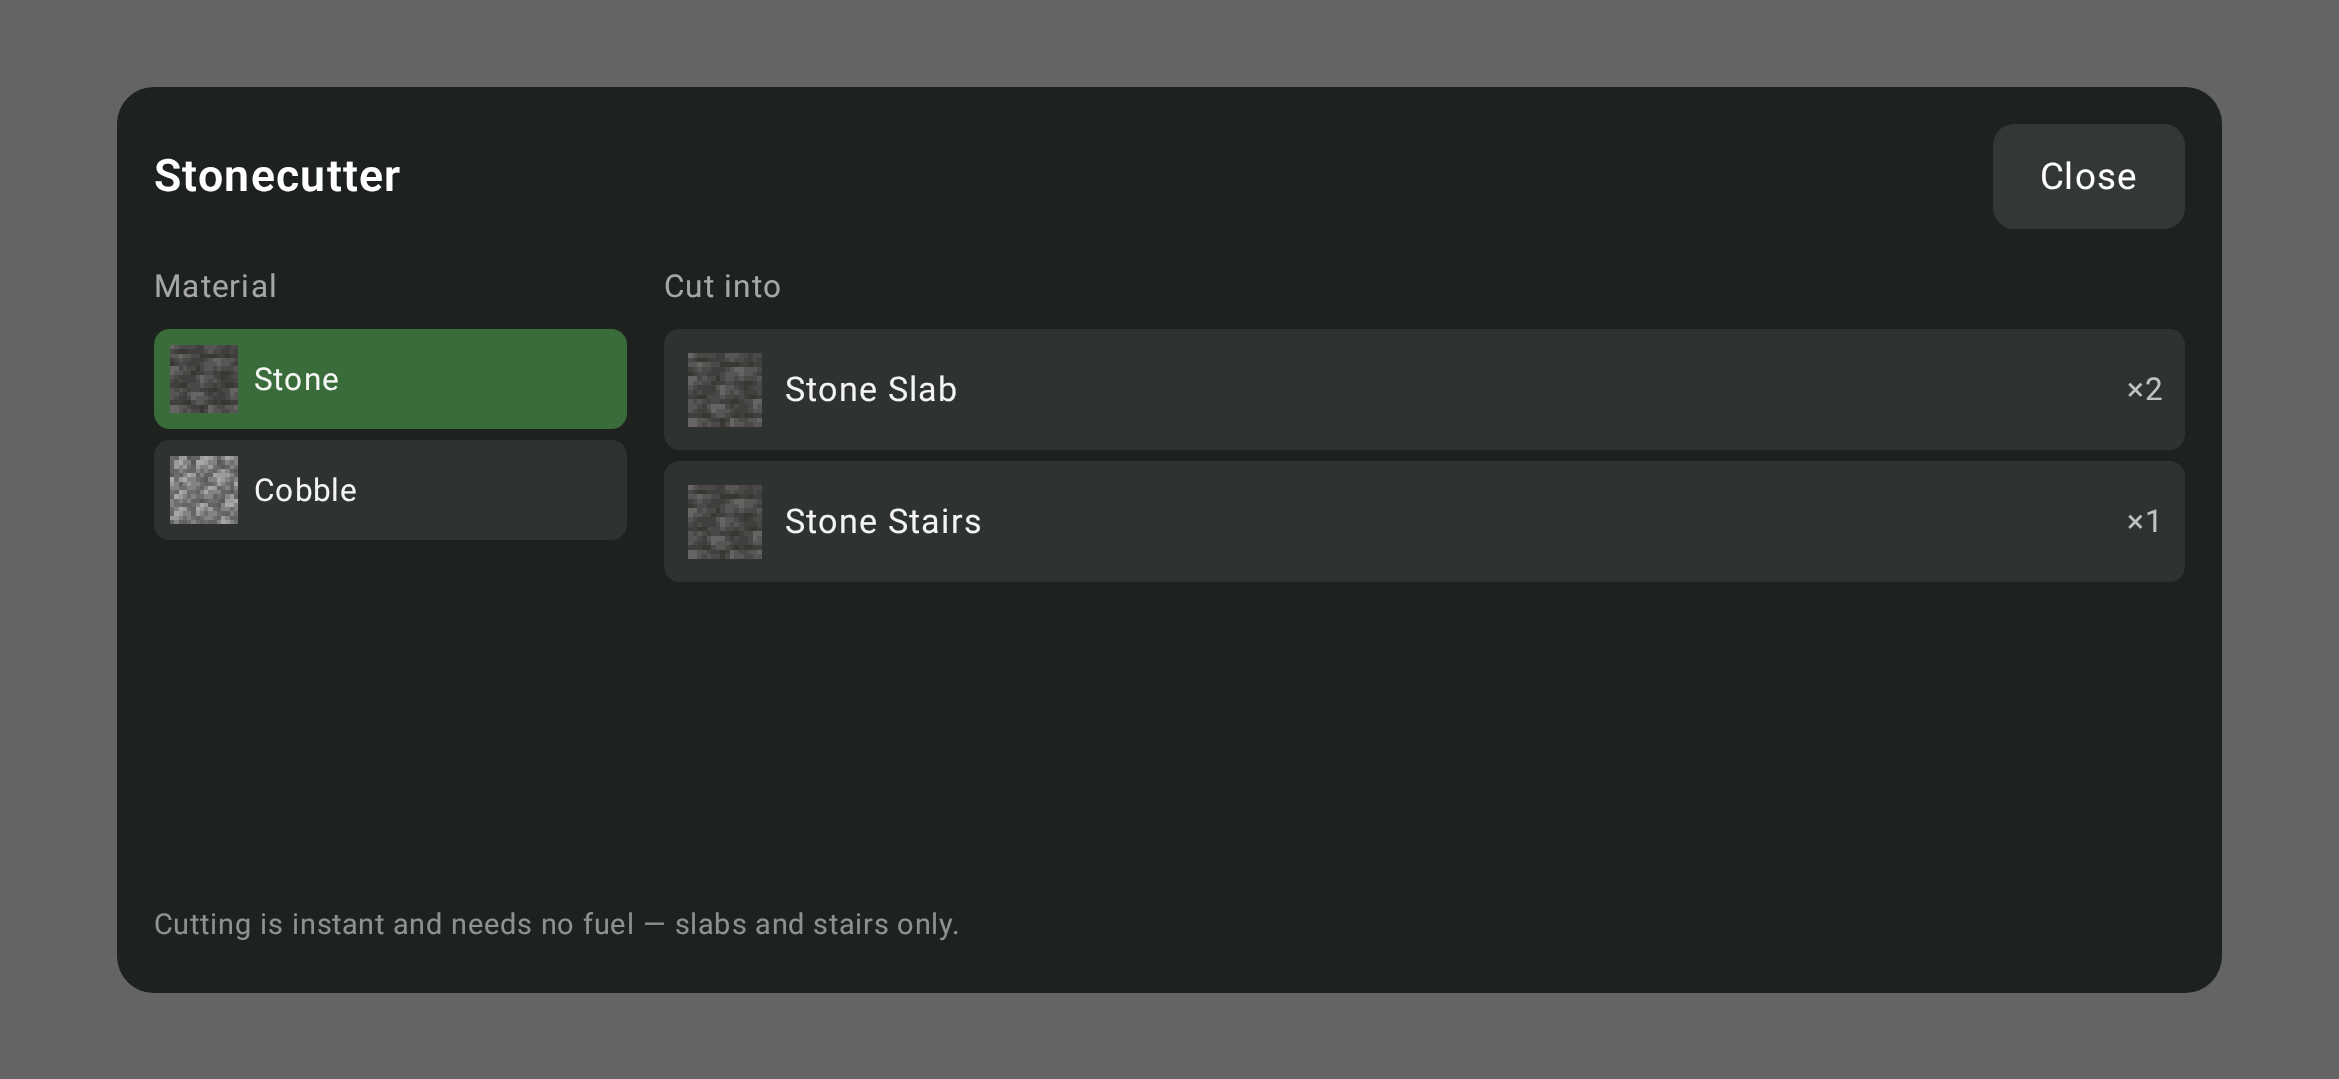 Stonecutter
Close
Material
Cut into
Stone
Cobble
Stone Slab
×2
Stone Stairs
×1
Cutting is instant and needs no fuel — slabs and stairs only.